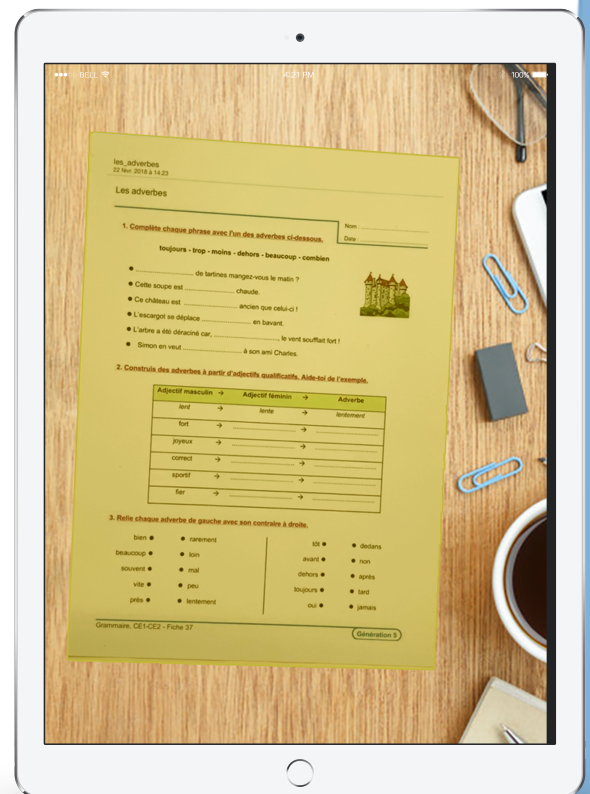 BELL 4:21 PM 100%
les_adverbes
22 févr. 2018 à 14:23
Les adverbes
Nom :
Date :
1. Complète chaque phrase avec l'un des adverbes ci-dessous.
toujours - trop - moins - dehors - beaucoup - combien
● .................... de tartines mangez-vous le matin ?
● Cette soupe est .................... chaude.
● Ce château est .................... ancien que celui-ci !
● L'escargot se déplace .................... en bavant.
● L'arbre a été déraciné car, .................... le vent soufflait fort !
● Simon en veut .................... à son ami Charles.
2. Construis des adverbes à partir d'adjectifs qualificatifs. Aide-toi de l'exemple.
Adjectif masculin → Adjectif féminin → Adverbe
lent → lente → lentement
fort → .................... → ....................
joyeux → .................... → ....................
correct → .................... → ....................
sportif → .................... → ....................
fier → .................... → ....................
3. Relie chaque adverbe de gauche avec son contraire à droite.
bien ● ● rarement
beaucoup ● ● loin
souvent ● ● mal
vite ● ● peu
près ● ● lentement
tôt ● ● dedans
avant ● ● non
dehors ● ● après
toujours ● ● tard
oui ● ● jamais
Grammaire, CE1-CE2 - Fiche 37
Génération 5